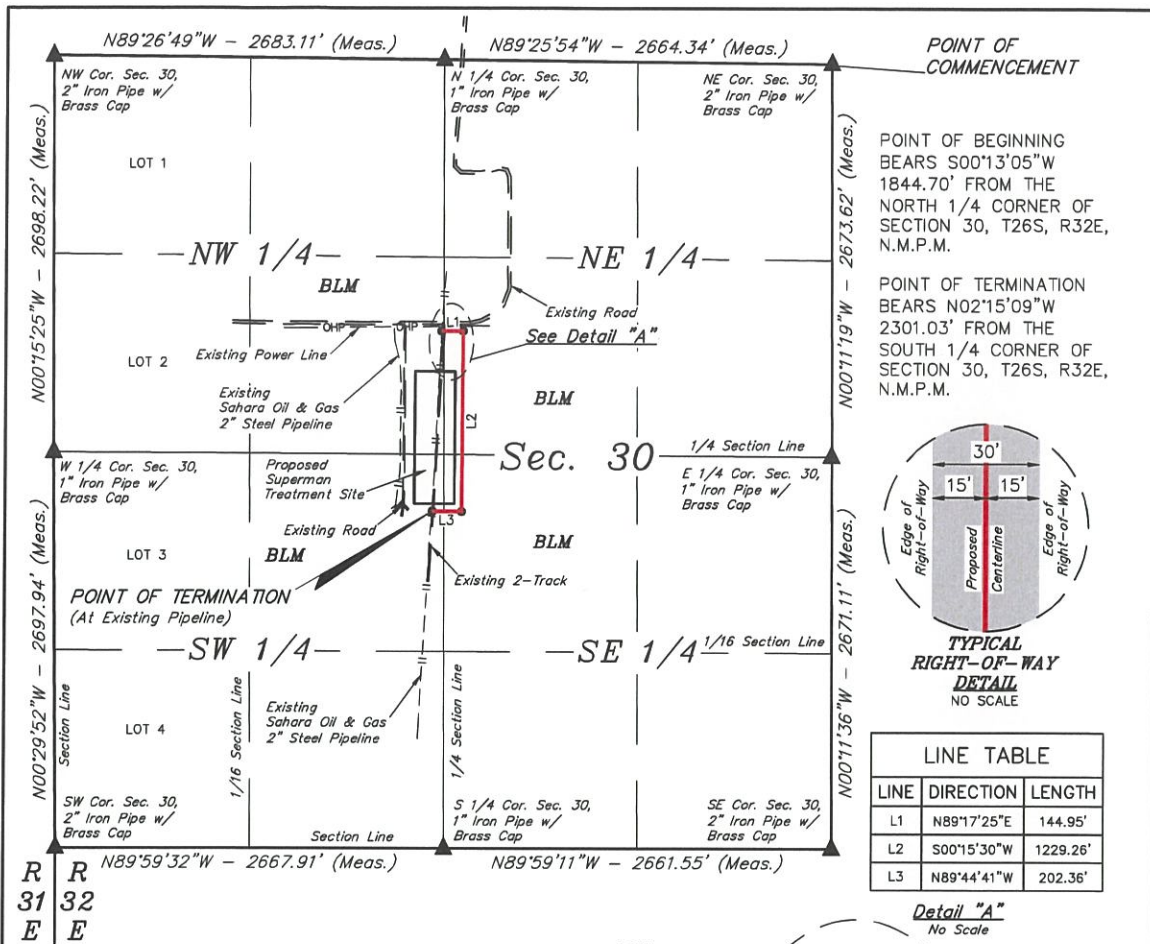 N89°26'49"W - 2683.11' (Meas.)
N89°25'54"W - 2664.34' (Meas.)
POINT OF
COMMENCEMENT
NW Cor. Sec. 30,
2" Iron Pipe w/
Brass Cap
N 1/4 Cor. Sec. 30,
1" Iron Pipe w/
Brass Cap
NE Cor. Sec. 30,
2" Iron Pipe w/
Brass Cap
LOT 1
N00°15'25"W - 2698.22' (Meas.)
N00°11'19"W - 2673.62' (Meas.)
POINT OF BEGINNING
BEARS S00°13'05"W
1844.70' FROM THE
NORTH 1/4 CORNER OF
SECTION 30, T26S, R32E,
N.M.P.M.
NW 1/4
NE 1/4
BLM
POINT OF TERMINATION
BEARS N02°15'09"W
2301.03' FROM THE
SOUTH 1/4 CORNER OF
SECTION 30, T26S, R32E,
N.M.P.M.
Existing Road
OHP
OHP
L1
See Detail "A"
Existing Power Line
LOT 2
Existing
Sahara Oil & Gas
2" Steel Pipeline
BLM
L2
1/4 Section Line
Sec. 30
W 1/4 Cor. Sec. 30,
1" Iron Pipe w/
Brass Cap
Proposed
Superman
Treatment Site
E 1/4 Cor. Sec. 30,
1" Iron Pipe w/
Brass Cap
30'
15'
15'
Edge of
Right-of-Way
Proposed
Centerline
Edge of
Right-of-Way
L3
Existing Road
LOT 3
BLM
BLM
Existing 2-Track
POINT OF TERMINATION
(At Existing Pipeline)
N00°29'52"W - 2697.94' (Meas.)
N00°11'36"W - 2671.11' (Meas.)
SW 1/4
SE 1/4
1/16 Section Line
TYPICAL
RIGHT-OF-WAY
DETAIL
NO SCALE
Section Line
LOT 4
1/16 Section Line
Existing
Sahara Oil & Gas
2" Steel Pipeline
1/4 Section Line
LINE TABLE
LINE DIRECTION LENGTH
L1 N89°17'25"E 144.95'
L2 S00°15'30"W 1229.26'
L3 N89°44'41"W 202.36'
SW Cor. Sec. 30,
2" Iron Pipe w/
Brass Cap
Section Line
S 1/4 Cor. Sec. 30,
1" Iron Pipe w/
Brass Cap
SE Cor. Sec. 30,
2" Iron Pipe w/
Brass Cap
N89°59'32"W - 2667.91' (Meas.)
N89°59'11"W - 2661.55' (Meas.)
R R
31 32
E E
Detail "A"
No Scale